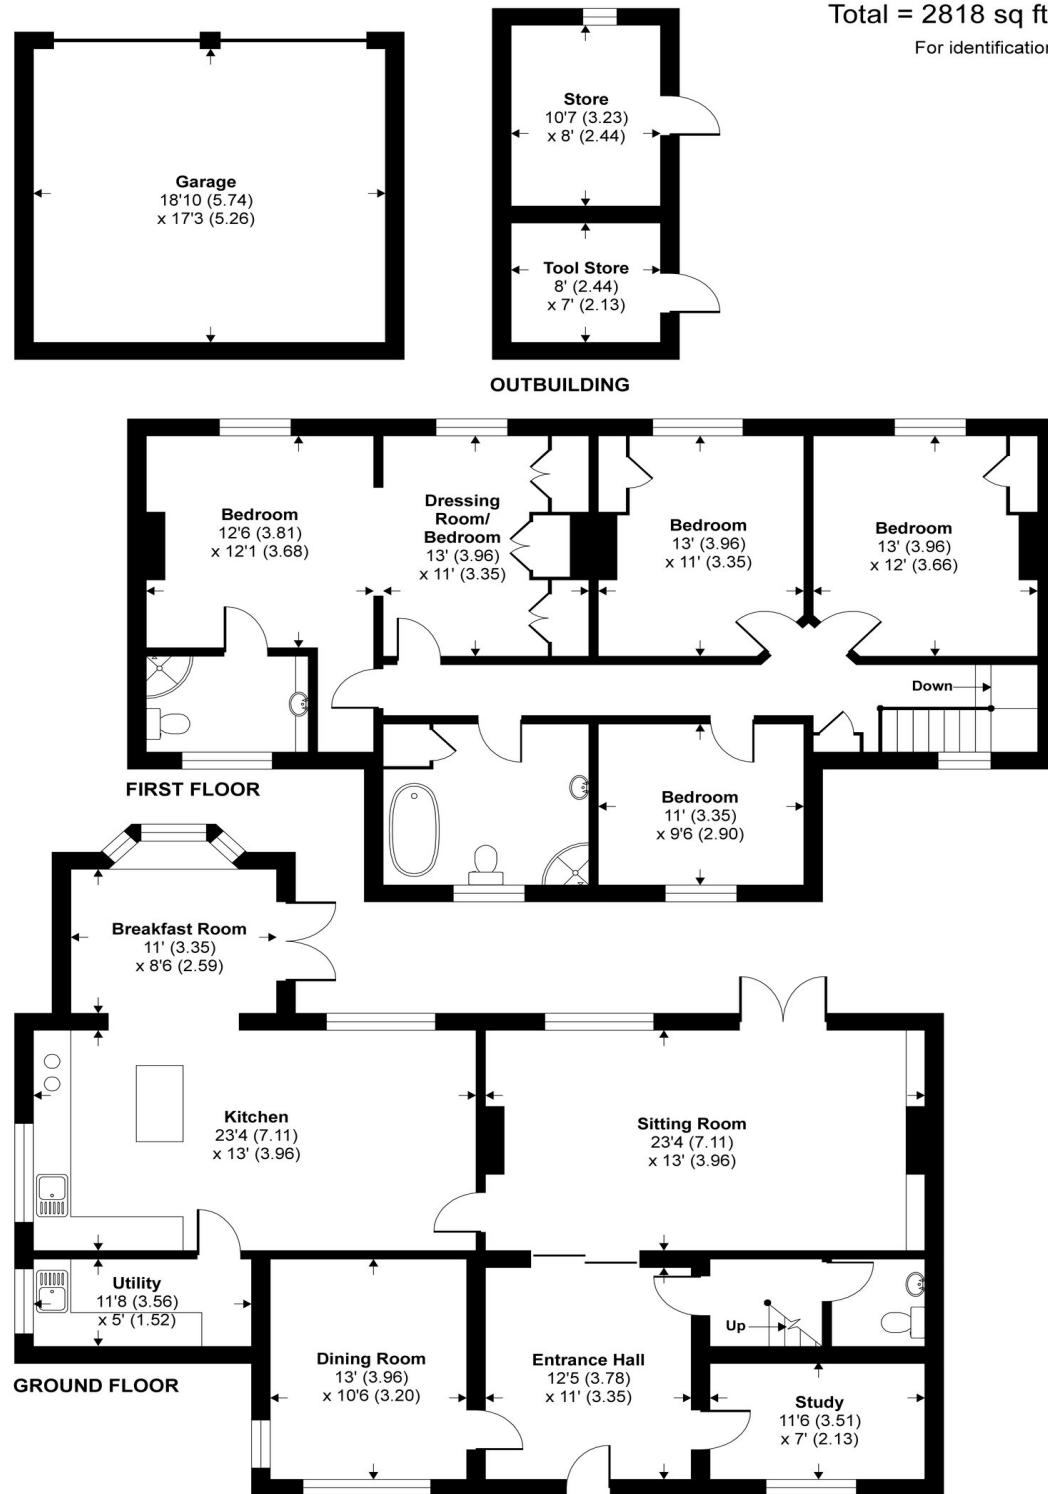 Total = 2818 sq ft
For identification
Garage
18'10 (5.74)
x 17'3 (5.26)
Store
10'7 (3.23)
x 8' (2.44)
Tool Store
8' (2.44)
x 7' (2.13)
OUTBUILDING
Bedroom
12'6 (3.81)
x 12'1 (3.68)
Dressing
Room/
Bedroom
13' (3.96)
x 11' (3.35)
Bedroom
13' (3.96)
x 11' (3.35)
Bedroom
13' (3.96)
x 12' (3.66)
Down
FIRST FLOOR
Bedroom
11' (3.35)
x 9'6 (2.90)
Breakfast Room
11' (3.35)
x 8'6 (2.59)
Kitchen
23'4 (7.11)
x 13' (3.96)
Sitting Room
23'4 (7.11)
x 13' (3.96)
Utility
11'8 (3.56)
x 5' (1.52)
Up
GROUND FLOOR
Dining Room
13' (3.96)
x 10'6 (3.20)
Entrance Hall
12'5 (3.78)
x 11' (3.35)
Study
11'6 (3.51)
x 7' (2.13)